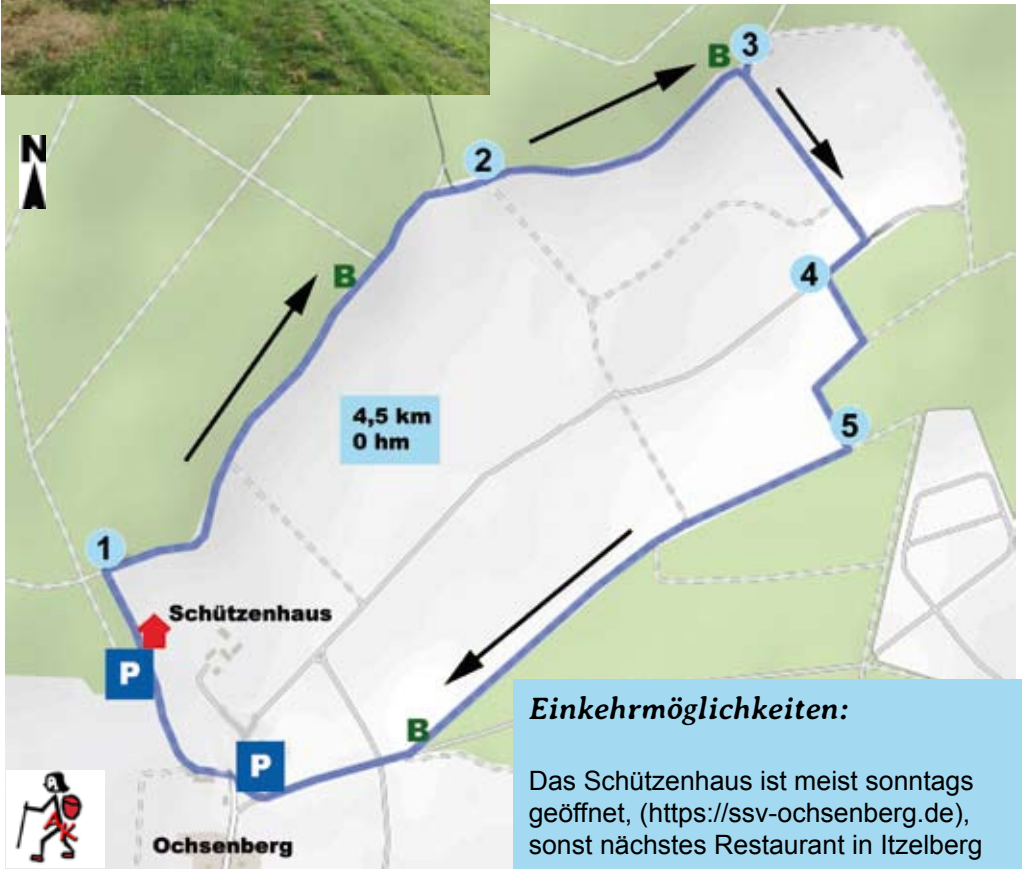 3
B
N
2
B
4
4,5 km
0 hm
5
1
Schützenhaus
P
B
P
Ochsenberg
AK
Einkehrmöglichkeiten:
Das Schützenhaus ist meist sonntags
geöffnet, (https://ssv-ochsenberg.de),
sonst nächstes Restaurant in Itzelberg